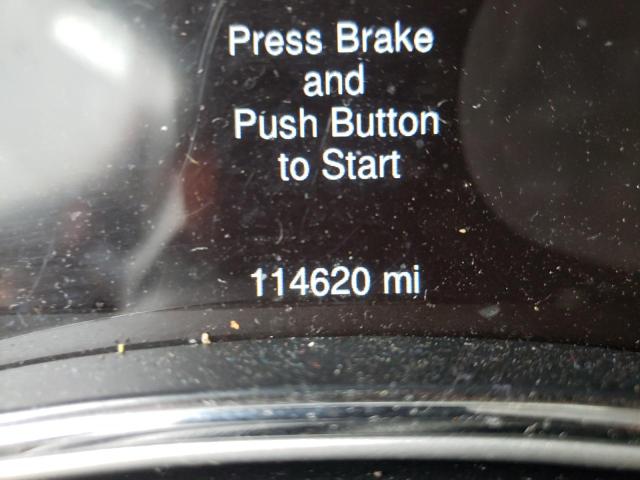 Press Brake
and
Push Button
to Start
114620 mi